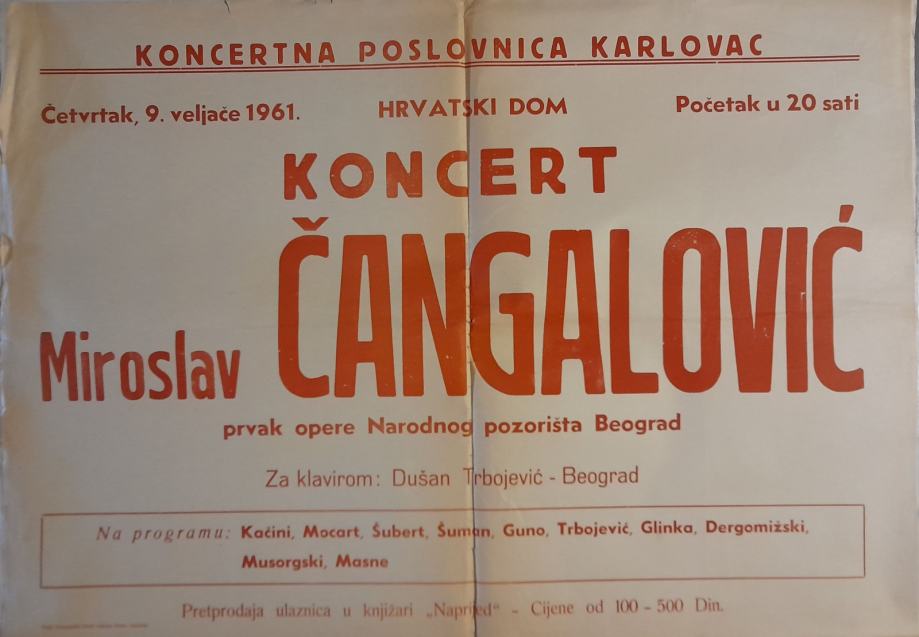 KONCERTNA POSLOVNICA KARLOVAC
Četvrtak, 9. veljače 1961. HRVATSKI DOM Početak u 20 sati
KONCERT
Miroslav ČANGALOVIĆ
prvak opere Narodnog pozorišta Beograd
Za klavirom: Dušan Trbojević - Beograd
Na programu: Kačini, Mocart, Šubert, Šuman, Guno, Trbojević, Glinka, Dergomižski,
Musorgski, Masne
Pretprodaja ulaznica u knjižari „Naprijed“ - Cijene od 100 - 500 Din.